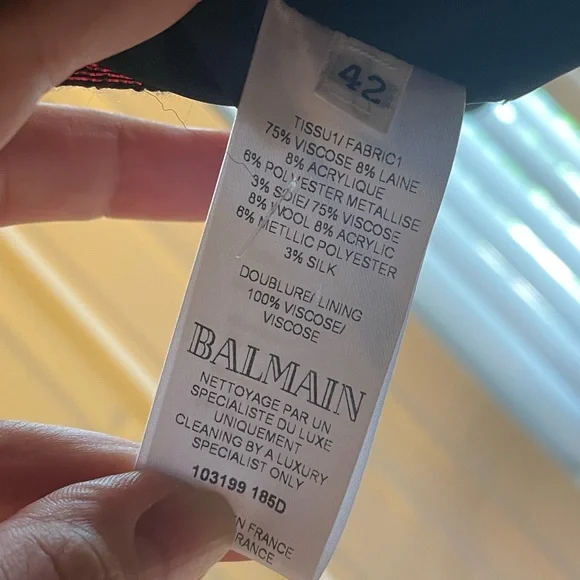 42
TISSU1/ FABRIC1
75% VISCOSE 8% LAINE
8% ACRYLIQUE
6% POLYESTER METALLISE
3% SOIE/ 75% VISCOSE
8% WOOL 8% ACRYLIC
6% METLLIC POLYESTER
3% SILK
DOUBLURE/ LINING
100% VISCOSE/
VISCOSE
BALMAIN
NETTOYAGE PAR UN
SPECIALISTE DU LUXE
UNIQUEMENT
CLEANING BY A LUXURY
SPECIALIST ONLY
103199 185D
N FRANCE
RANCE